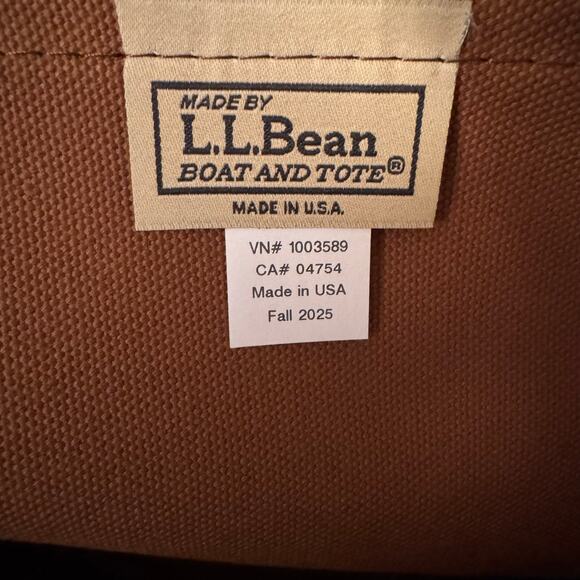 MADE BY
L.L.Bean
BOAT AND TOTE®
MADE IN U.S.A.
VN# 1003589
CA# 04754
Made in USA
Fall 2025